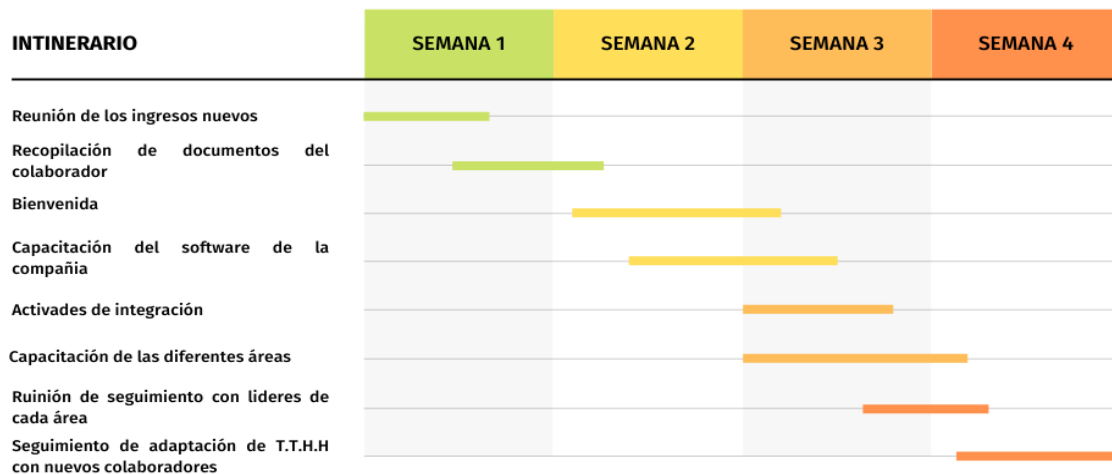 INTINERARIO
SEMANA 1
SEMANA 2
SEMANA 3
SEMANA 4
Reunión de los ingresos nuevos
Recopilación de documentos del
colaborador
Bienvenida
Capacitación del software de la
compañia
Activades de integración
Capacitación de las diferentes áreas
Ruinión de seguimiento con lideres de
cada área
Seguimiento de adaptación de T.T.H.H
con nuevos colaboradores